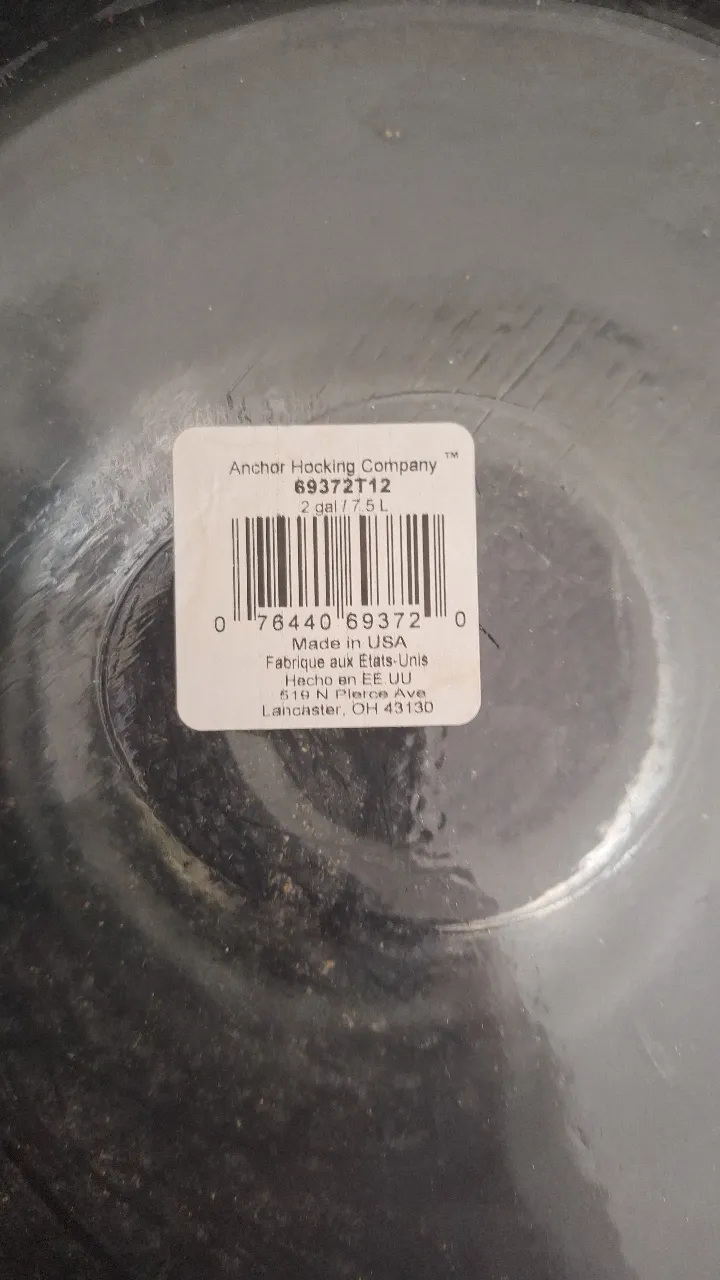 Anchor Hocking Company ™
69372T12
2 gal / 7.5 L
0 76440 69372 0
Made in USA
Fabrique aux États-Unis
Hecho en EE.UU
519 N Pierce Ave
Lancaster, OH 43130